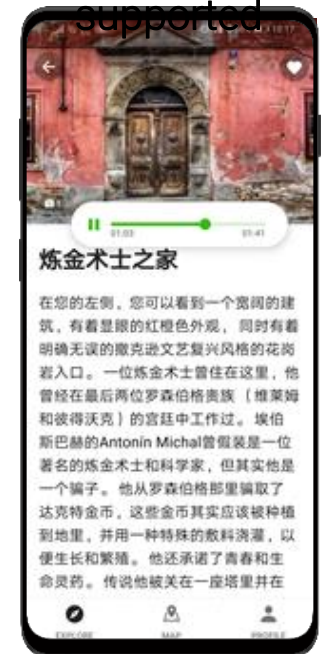 supported
炼金术士之家
01:03 01:41
在您的左侧，您可以看到一个宽阔的建
筑，有着显眼的红橙色外观， 同时有着
明确无误的撒克逊文艺复兴风格的花岗
岩入口。 一位炼金术士曾住在这里，他
曾经在最后两位罗森伯格贵族 （维莱姆
和彼得沃克）的宫廷中工作过。 埃伯
斯巴赫的Antonín Michal曾假装是一位
著名的炼金术士和科学家，但其实他是
一个骗子。 他从罗森伯格那里骗取了
达克特金币，这些金币其实应该被种植
到地里，并用一种特殊的敷料浇灌，以
便生长和繁殖。 他还承诺了青春和生
命灵药。 传说他被关在一座塔里并在
EXPLORE MAP PROFILE